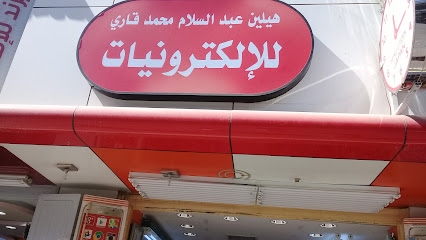 هيلين عبد السلام محمد قاري
للإلكترونيات